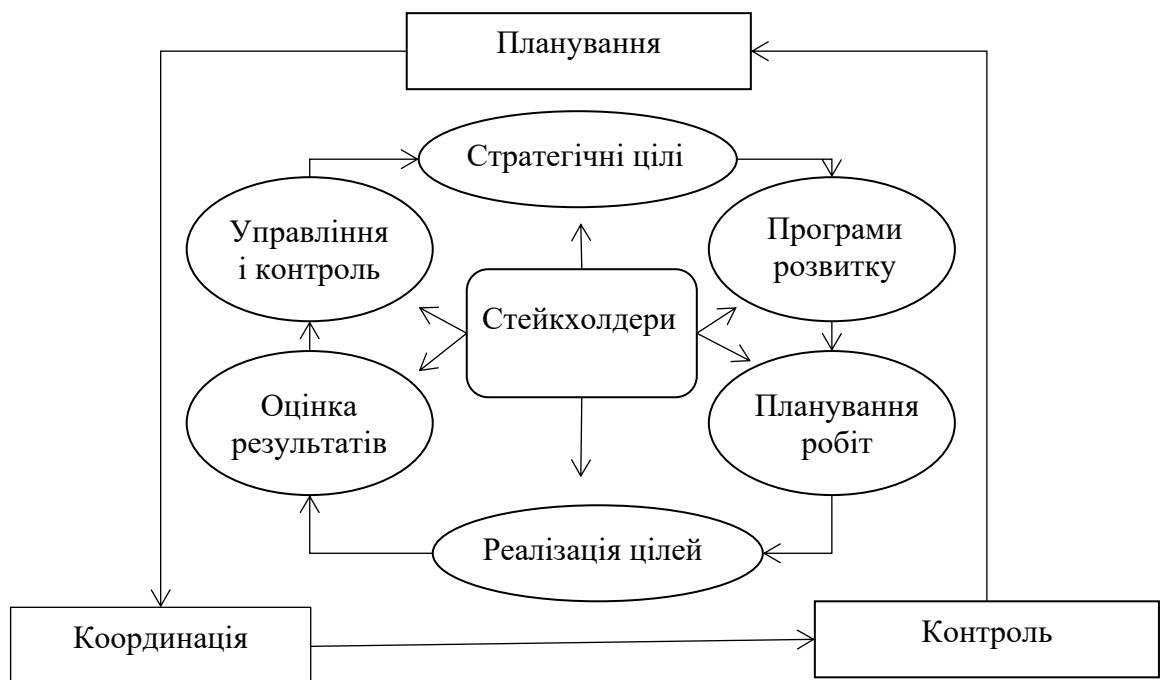 Планування
Стратегічні цілі
Управління
і контроль
Програми
розвитку
Стейкхолдери
Оцінка
результатів
Планування
робіт
Реалізація цілей
Координація
Контроль